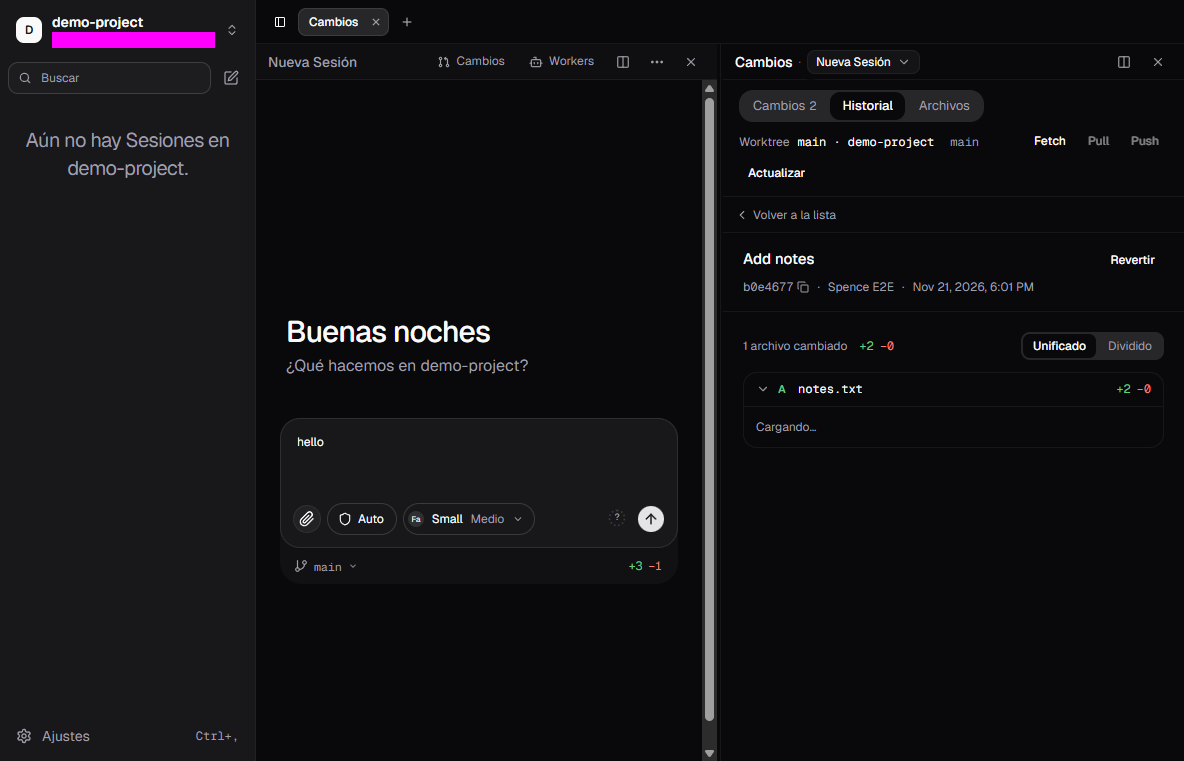 D
demo-project
Buscar
Aún no hay Sesiones en
demo-project.
Ajustes
Ctrl+,
Cambios
Nueva Sesión
Cambios
Workers
Buenas noches
¿Qué hacemos en demo-project?
hello
Auto
Fa
Small Medio
?
main
+3 −1
Cambios · Nueva Sesión
Cambios 2
Historial
Archivos
Worktree main · demo-project main
Fetch
Pull
Push
Actualizar
Volver a la lista
Add notes
Revertir
b0e4677 · Spence E2E · Nov 21, 2026, 6:01 PM
1 archivo cambiado +2 −0
Unificado
Dividido
A notes.txt
+2 −0
Cargando…